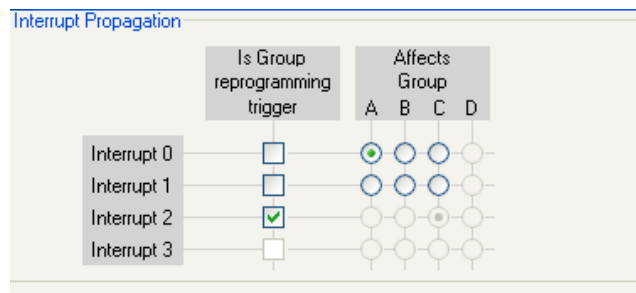 Interrupt Propagation
Is Group
reprogramming
trigger
Affects
Group
A B C D
Interrupt 0
Interrupt 1
Interrupt 2
Interrupt 3